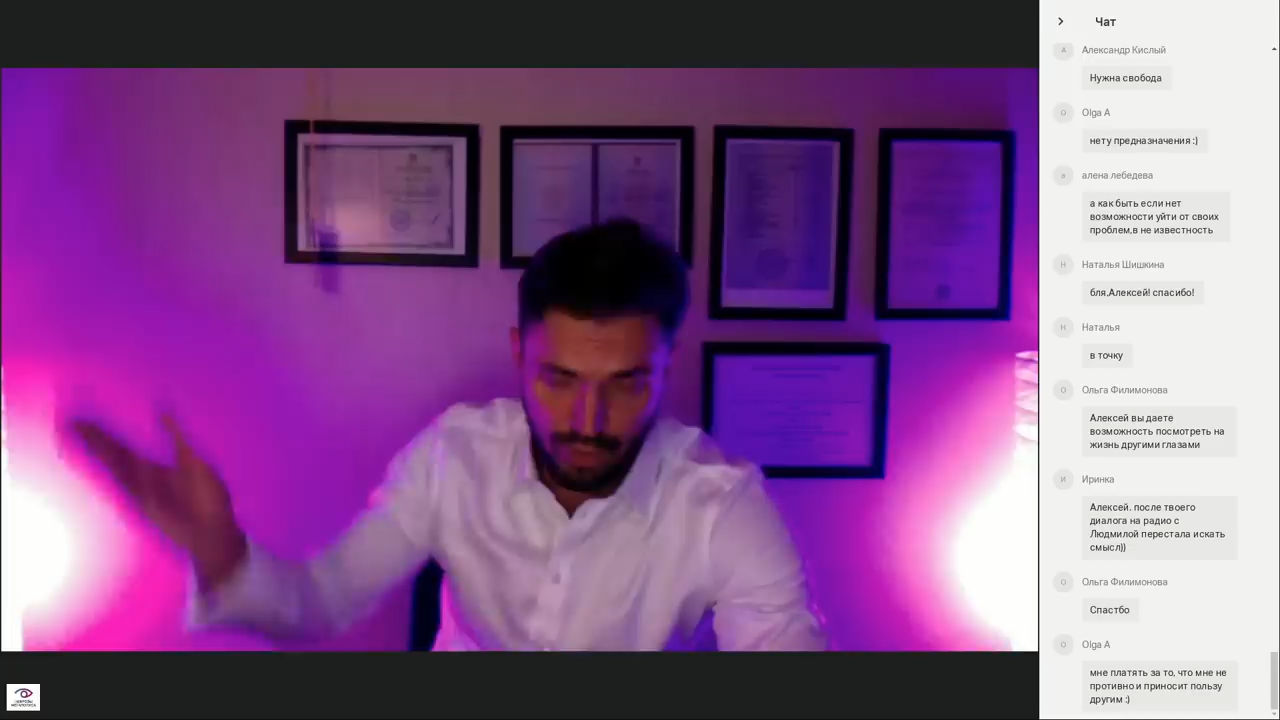 Чат
Александр Кислый
Нужна свобода
Olga A
нету предназначения :)
алена лебедева
а как быть если нет
возможности уйти от своих
проблем,в не известность
Наталья Шишкина
бля,Алексей! спасибо!
Наталья
в точку
Ольга Филимонова
Алексей вы даете
возможность посмотреть на
жизнь другими глазами
Иринка
Алексей. после твоего
диалога на радио с
Людмилой перестала искать
смысл))
Ольга Филимонова
Спастбо
Olga A
мне платять за то, что мне не
противно и приносит пользу
другим :)